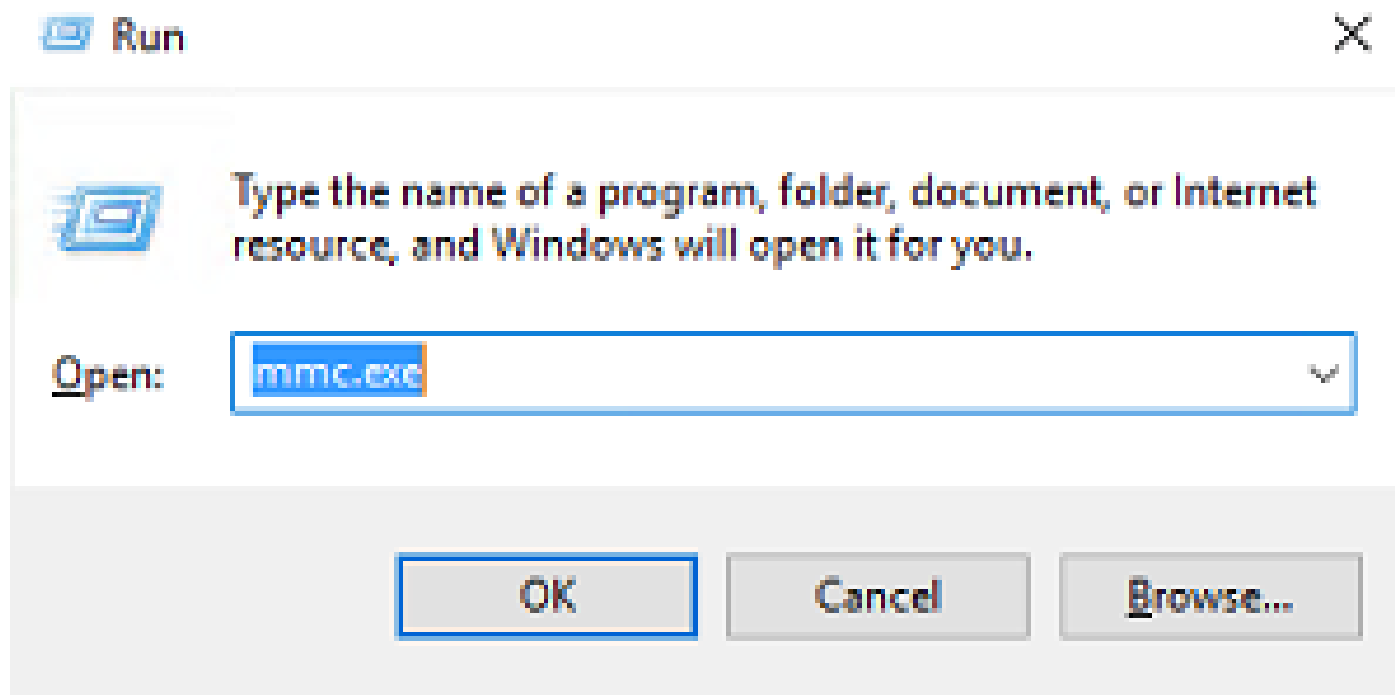 Run
Type the name of a program, folder, document, or Internet
resource, and Windows will open it for you.
Open:
mmc.exe
OK
Cancel
Browse...